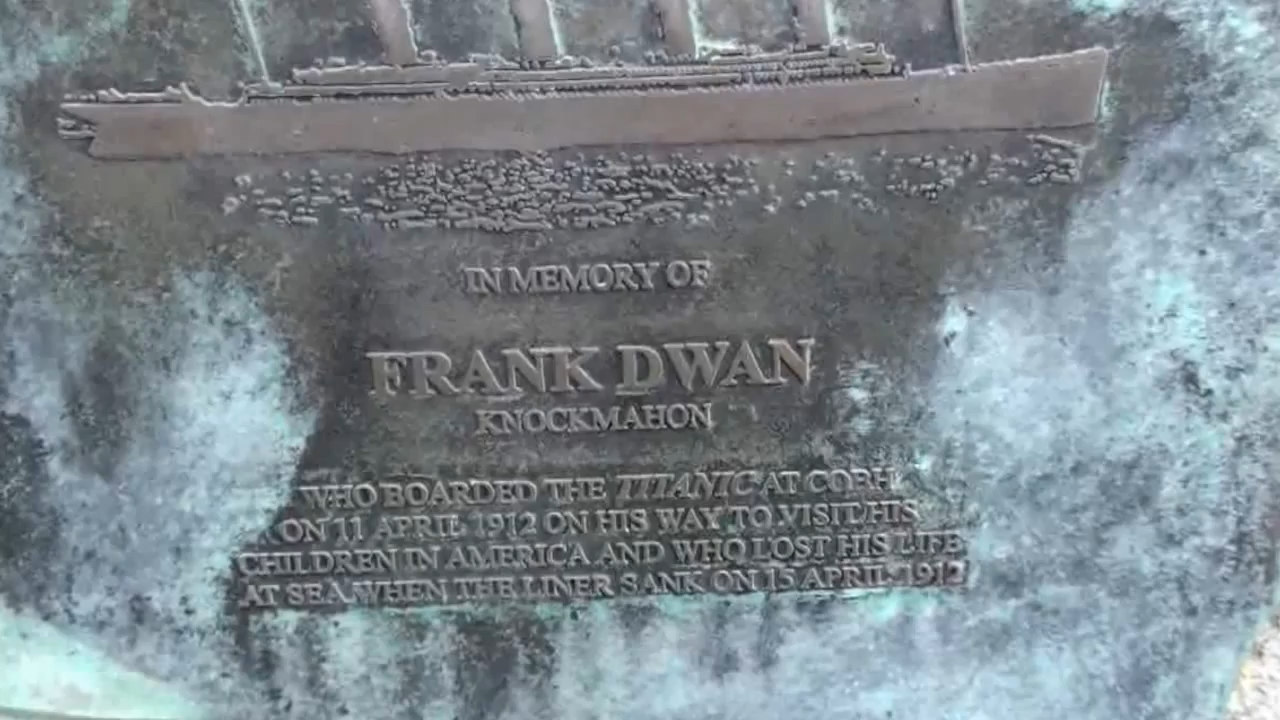 IN MEMORY OF
FRANK DWAN
KNOCKMAHON
WHO BOARDED THE TITANIC AT COBH
ON 11 APRIL 1912 ON HIS WAY TO VISIT HIS
CHILDREN IN AMERICA AND WHO LOST HIS LIFE
AT SEA WHEN THE LINER SANK ON 15 APRIL 1912